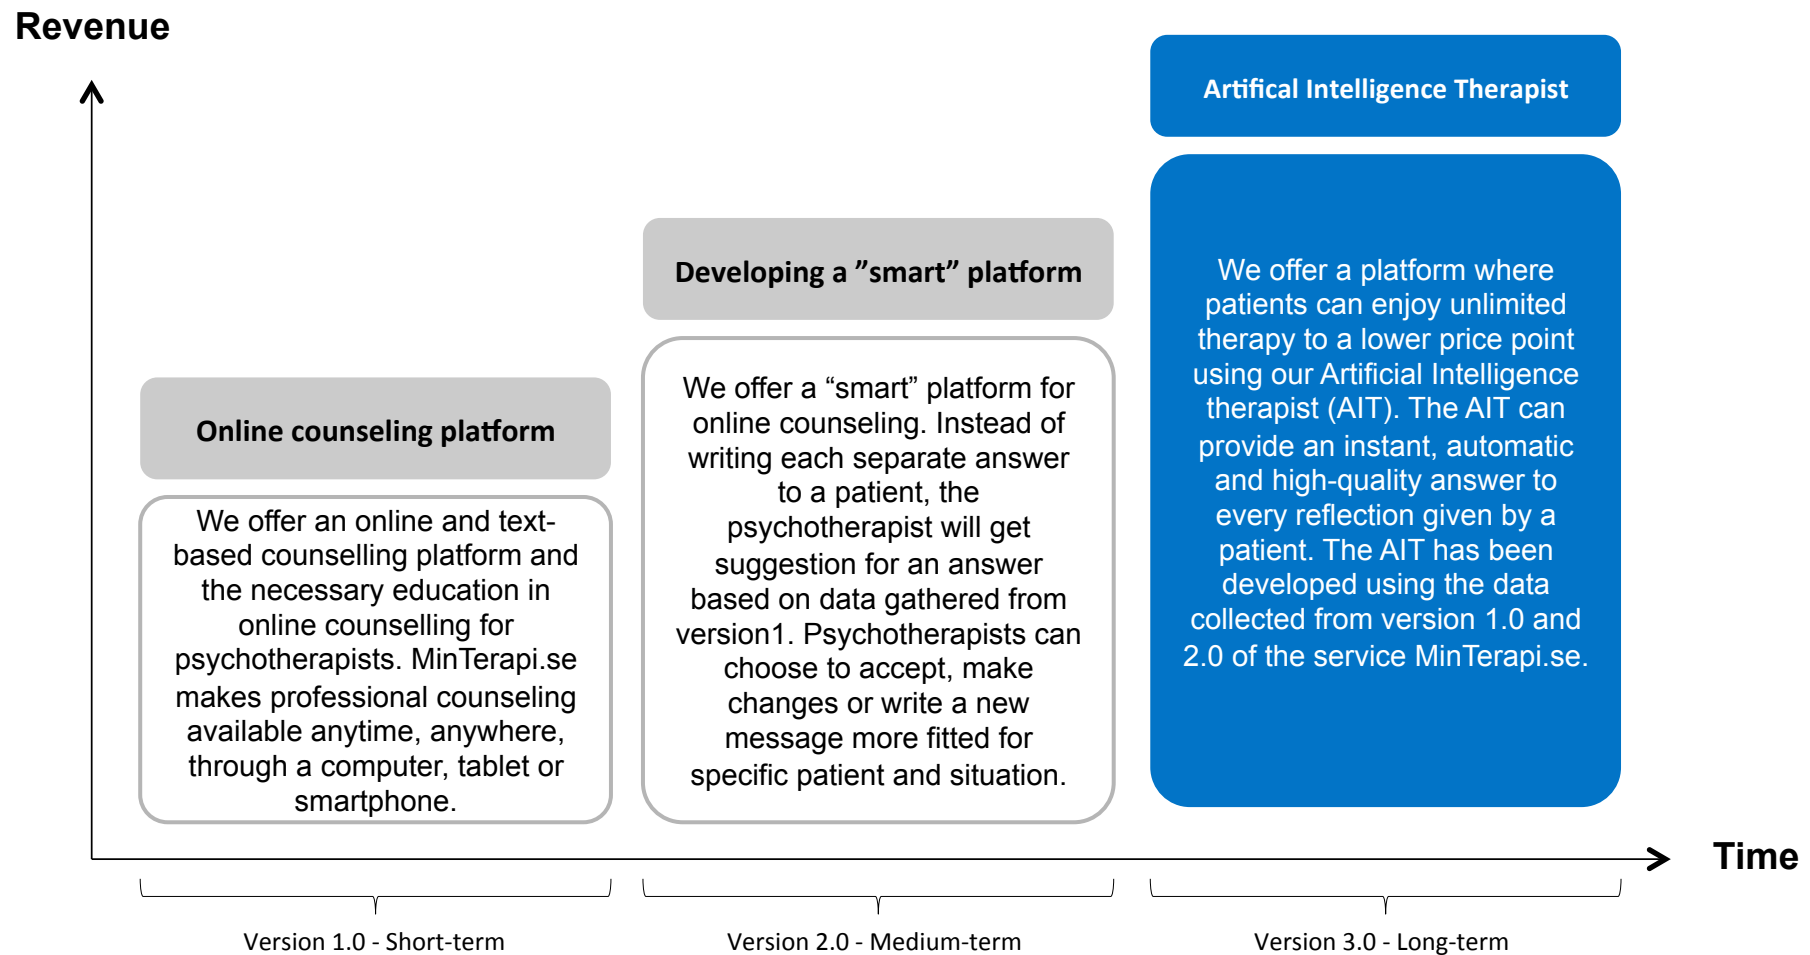 Revenue
Artifical Intelligence Therapist
We offer a platform where
patients can enjoy unlimited
therapy to a lower price point
using our Artificial Intelligence
therapist (AIT). The AIT can
provide an instant, automatic
and high-quality answer to
every reflection given by a
patient. The AIT has been
developed using the data
collected from version 1.0 and
2.0 of the service MinTerapi.se.
Developing a ”smart” platform
We offer a “smart” platform for
online counseling. Instead of
writing each separate answer
to a patient, the
psychotherapist will get
suggestion for an answer
based on data gathered from
version1. Psychotherapists can
choose to accept, make
changes or write a new
message more fitted for
specific patient and situation.
Online counseling platform
We offer an online and text-
based counselling platform and
the necessary education in
online counselling for
psychotherapists. MinTerapi.se
makes professional counseling
available anytime, anywhere,
through a computer, tablet or
smartphone.
Time
Version 1.0 - Short-term
Version 2.0 - Medium-term
Version 3.0 - Long-term